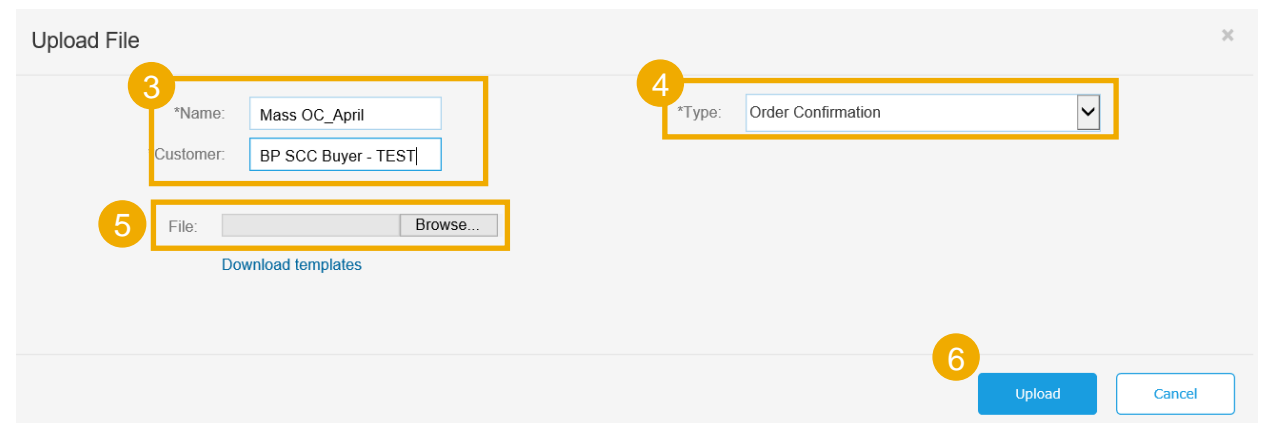 Upload File
×
3
*Name: Mass OC_April
Customer: BP SCC Buyer - TEST
4
*Type: Order Confirmation
5
File: Browse...
Download templates
6
Upload Cancel